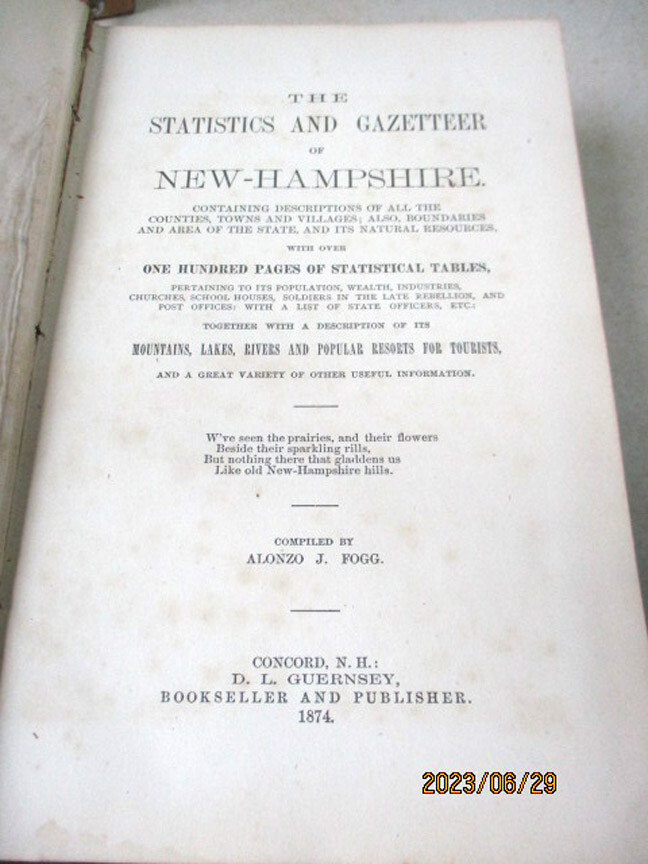 THE
STATISTICS AND GAZETTEER
OF
NEW-HAMPSHIRE.
CONTAINING DESCRIPTIONS OF ALL THE
COUNTIES, TOWNS AND VILLAGES; ALSO, BOUNDARIES
AND AREA OF THE STATE, AND ITS NATURAL RESOURCES,
WITH OVER
ONE HUNDRED PAGES OF STATISTICAL TABLES,
PERTAINING TO ITS POPULATION, WEALTH, INDUSTRIES,
CHURCHES, SCHOOL HOUSES, SOLDIERS IN THE LATE REBELLION, AND
POST OFFICES: WITH A LIST OF STATE OFFICERS, ETC.:
TOGETHER WITH A DESCRIPTION OF ITS
MOUNTAINS, LAKES, RIVERS AND POPULAR RESORTS FOR TOURISTS,
AND A GREAT VARIETY OF OTHER USEFUL INFORMATION.
W've seen the prairies, and their flowers
Beside their sparkling rills,
But nothing there that gladdens us
Like old New-Hampshire hills.
COMPILED BY
ALONZO J. FOGG.
CONCORD, N. H.:
D. L. GUERNSEY,
BOOKSELLER AND PUBLISHER.
1874.
2023/06/29